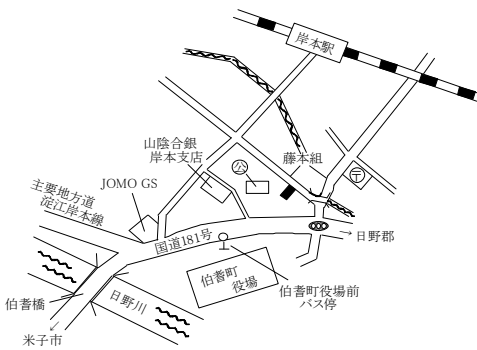 岸本駅
山陰合銀
岸本支店
公
藤本組
〒
JOMO GS
主要地方道
淀江岸本線
国道181号
日野郡
伯耆町
役場
伯耆町役場前
バス停
日野川
伯耆橋
米子市